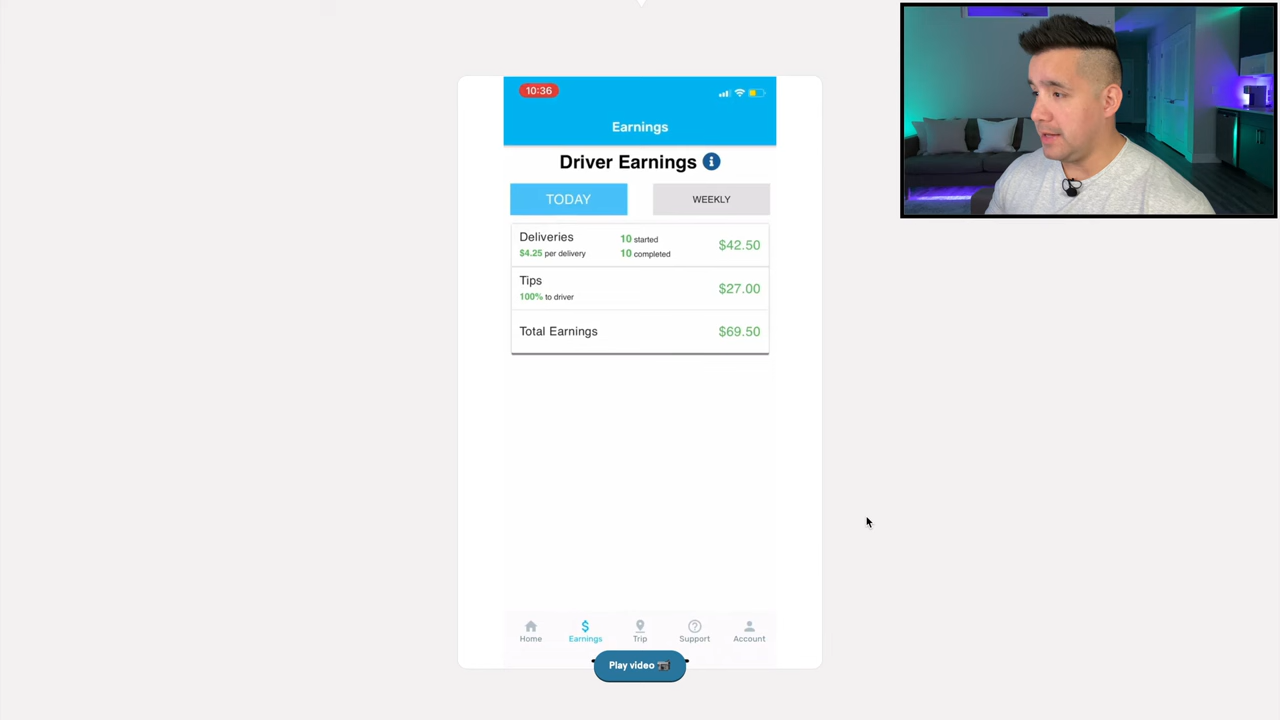 10:36
Earnings
Driver Earnings i
TODAY
WEEKLY
Deliveries
$4.25 per delivery
10 started
10 completed
$42.50
Tips
100% to driver
$27.00
Total Earnings
$69.50
Home
$
Earnings
Trip
?
Support
Account
Play video